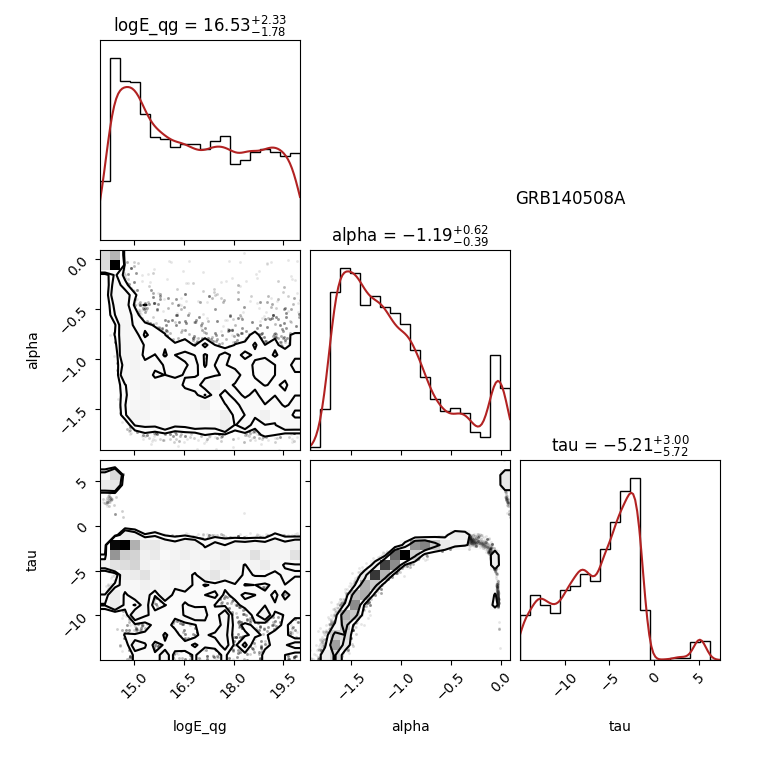 logE_qg = 16.53+2.33−1.78
GRB140508A
alpha = −1.19+0.62−0.39
0.0
−0.5
−1.0
−1.5
alpha
tau = −5.21+3.00−5.72
5
0
−5
−10
tau
15.0 16.5 18.0 19.5
−1.5 −1.0 −0.5 0.0
−10 −5 0 5
logE_qg alpha tau